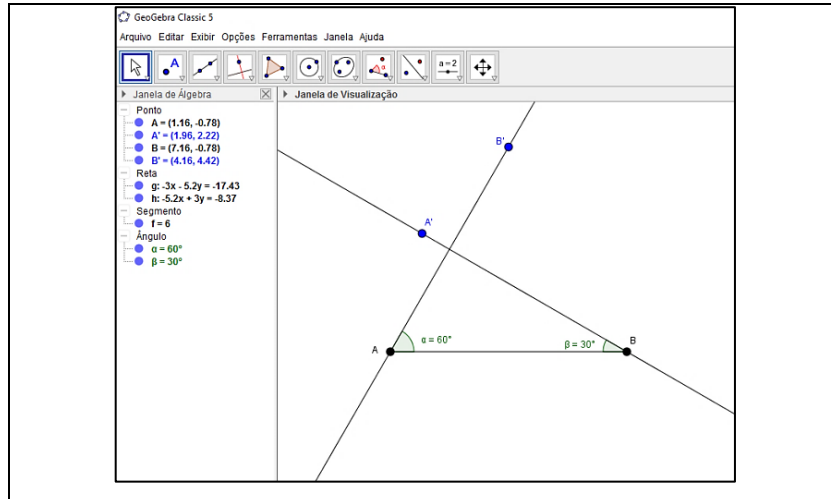 GeoGebra Classic 5
Arquivo Editar Exibir Opções Ferramentas Janela Ajuda
A
α
a=2
Janela de Álgebra
Janela de Visualização
Ponto
A = (1.16, -0.78)
A' = (1.96, 2.22)
B = (7.16, -0.78)
B' = (4.16, 4.42)
Reta
g: -3x - 5.2y = -17.43
h: -5.2x + 3y = -8.37
Segmento
f = 6
Ângulo
α = 60°
β = 30°
B'
A'
A
α = 60°
β = 30°
B